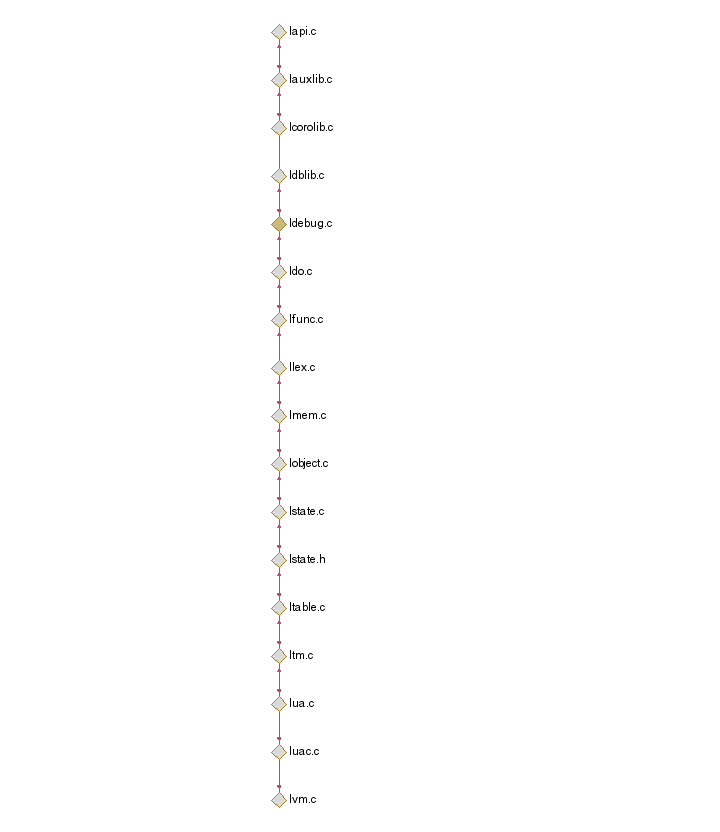 lapi.c
lauxlib.c
lcorolib.c
ldblib.c
ldebug.c
ldo.c
lfunc.c
llex.c
lmem.c
lobject.c
lstate.c
lstate.h
ltable.c
ltm.c
lua.c
luac.c
lvm.c